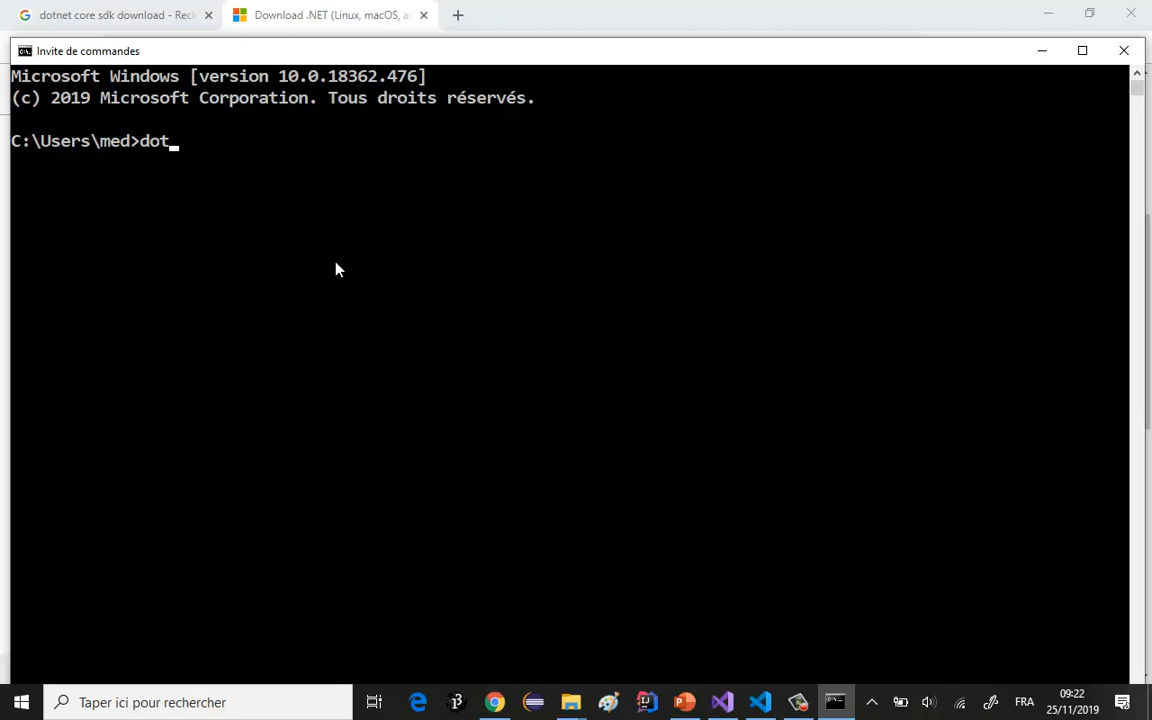 dotnet core sdk download - Rech
Download .NET (Linux, macOS, a
Invite de commandes
Microsoft Windows [version 10.0.18362.476]
(c) 2019 Microsoft Corporation. Tous droits réservés.
C:\Users\med>dot_
Taper ici pour rechercher
FRA
09:22
25/11/2019